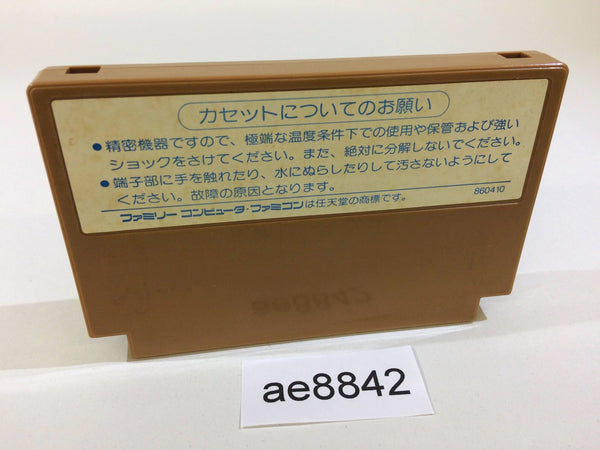 カセットについてのお願い
●精密機器ですので、極端な温度条件下での使用や保管および強い
ショックをさけてください。また、絶対に分解しないでください。
●端子部に手を触れたり、水にぬらしたりして汚さないようにして
ください。故障の原因となります。
860410
ファミリー コンピュータ・ファミコンは任天堂の商標です。
ae8842